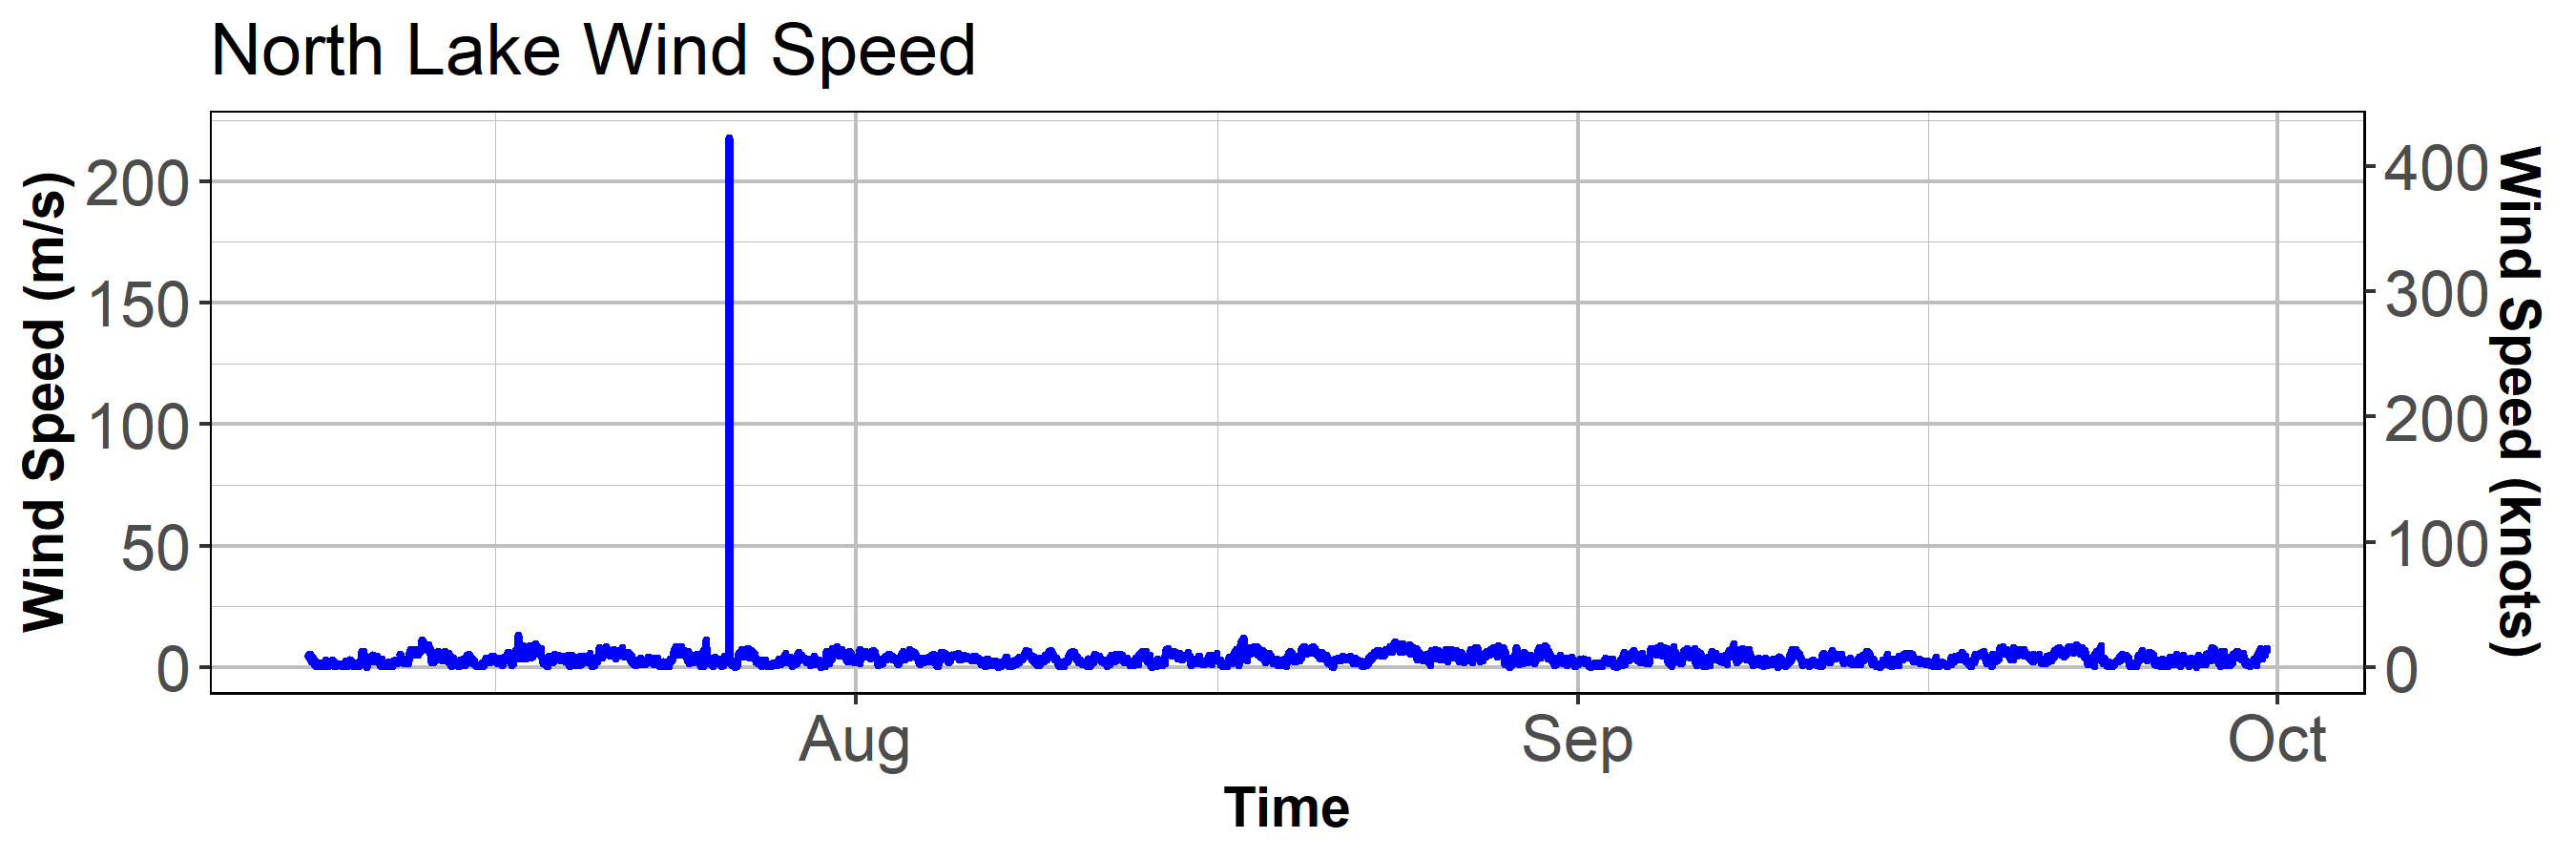 North Lake Wind Speed
Wind Speed (m/s)
200
150
100
50
0
400
300
200
100
0
Wind Speed (knots)
Aug
Sep
Oct
Time